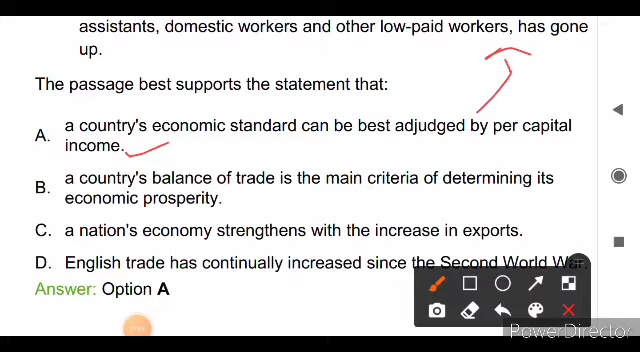 assistants, domestic workers and other low-paid workers, has gone
up.
The passage best supports the statement that:
A. a country's economic standard can be best adjudged by per capital
income.
B. a country's balance of trade is the main criteria of determining its
economic prosperity.
C. a nation's economy strengthens with the increase in exports.
D. English trade has continually increased since the Second World War.
Answer: Option A
PowerDirector